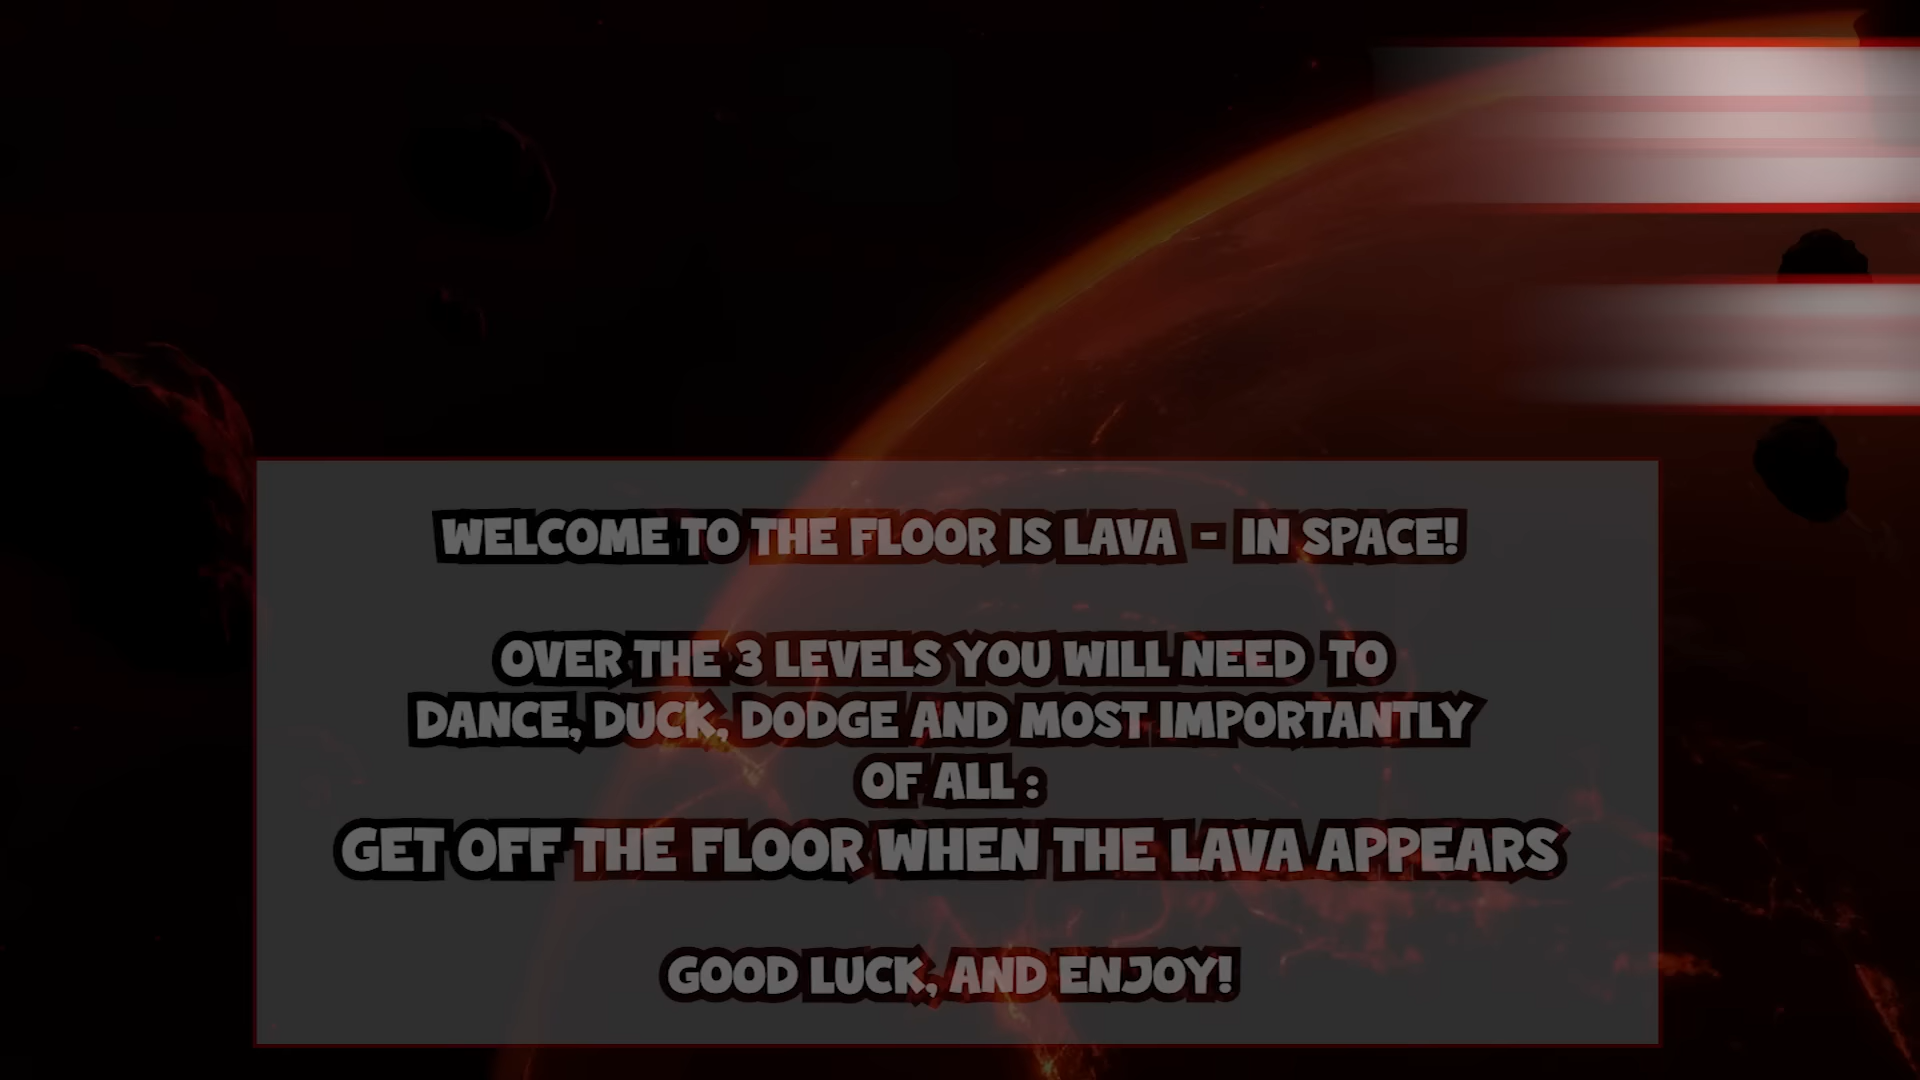 WELCOME TO THE FLOOR IS LAVA - IN SPACE!
OVER THE 3 LEVELS YOU WILL NEED TO
DANCE, DUCK, DODGE AND MOST IMPORTANTLY
OF ALL :
GET OFF THE FLOOR WHEN THE LAVA APPEARS
GOOD LUCK, AND ENJOY!